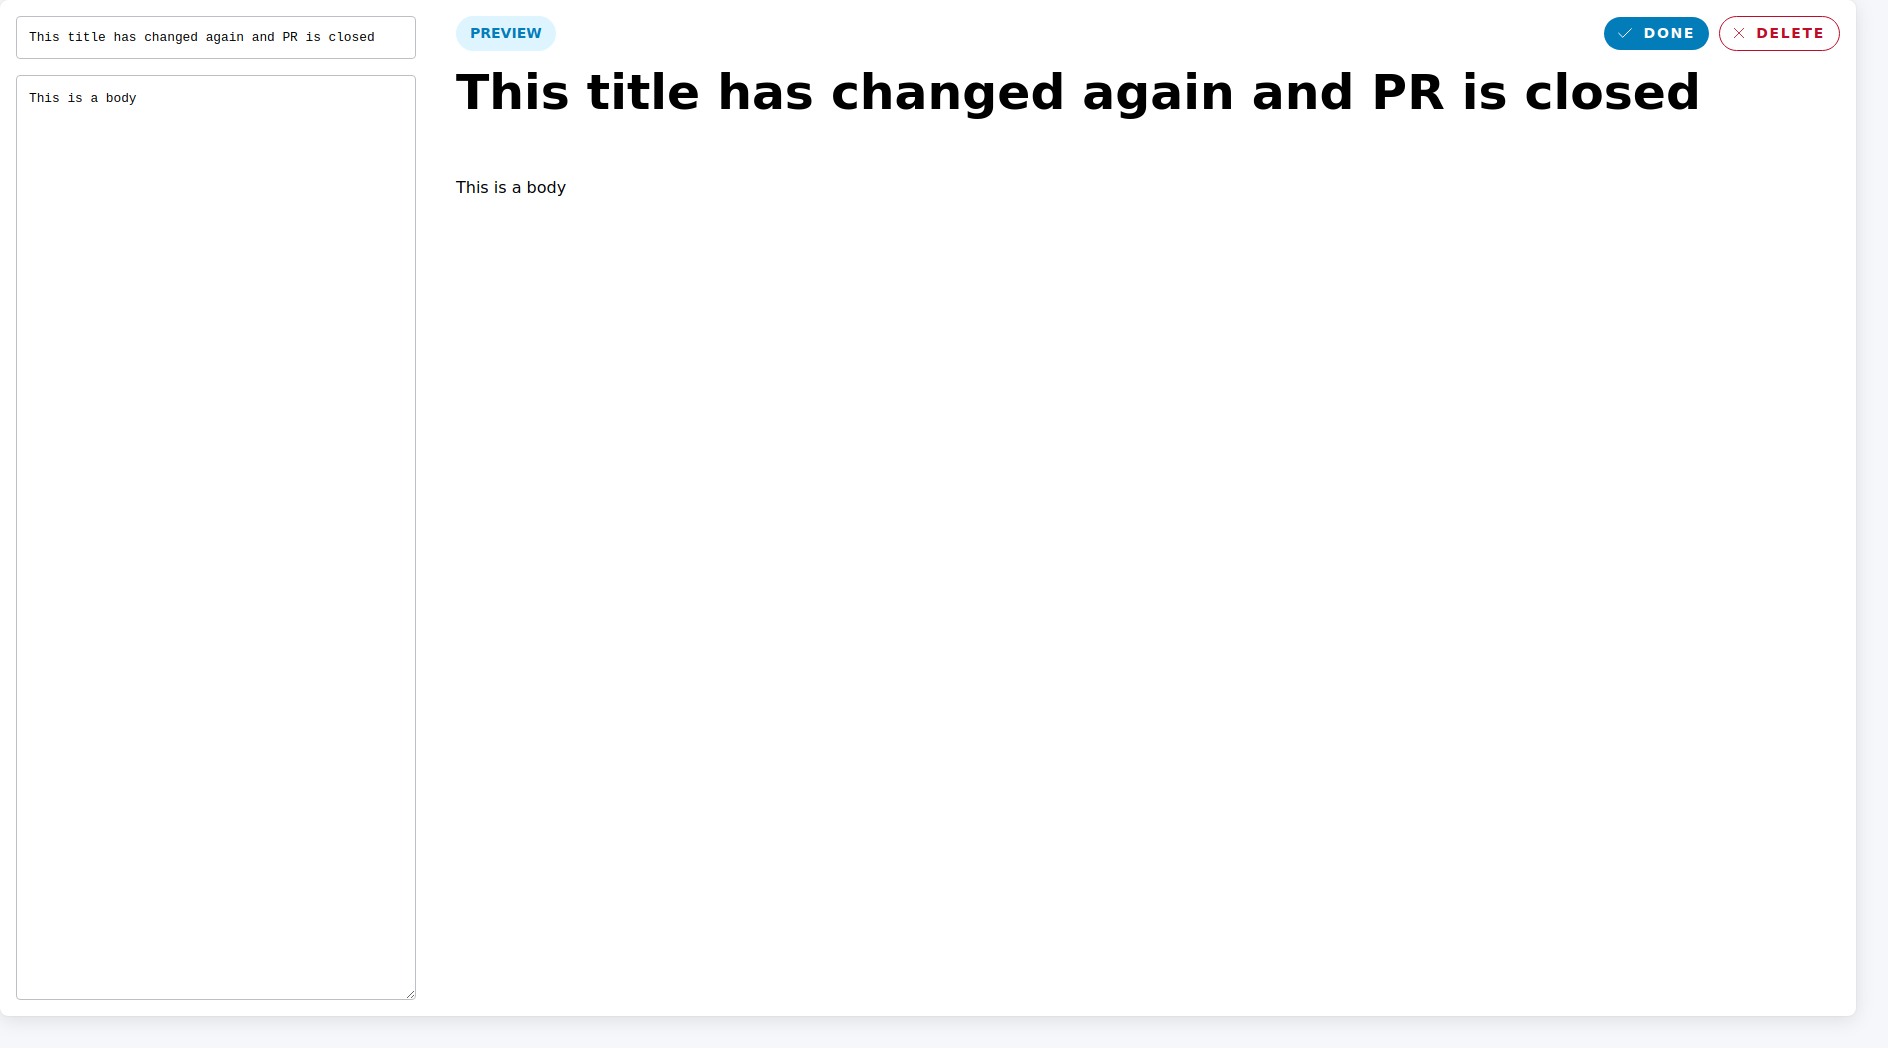 This title has changed again and PR is closed
This is a body
PREVIEW
DONE
DELETE
This title has changed again and PR is closed
This is a body